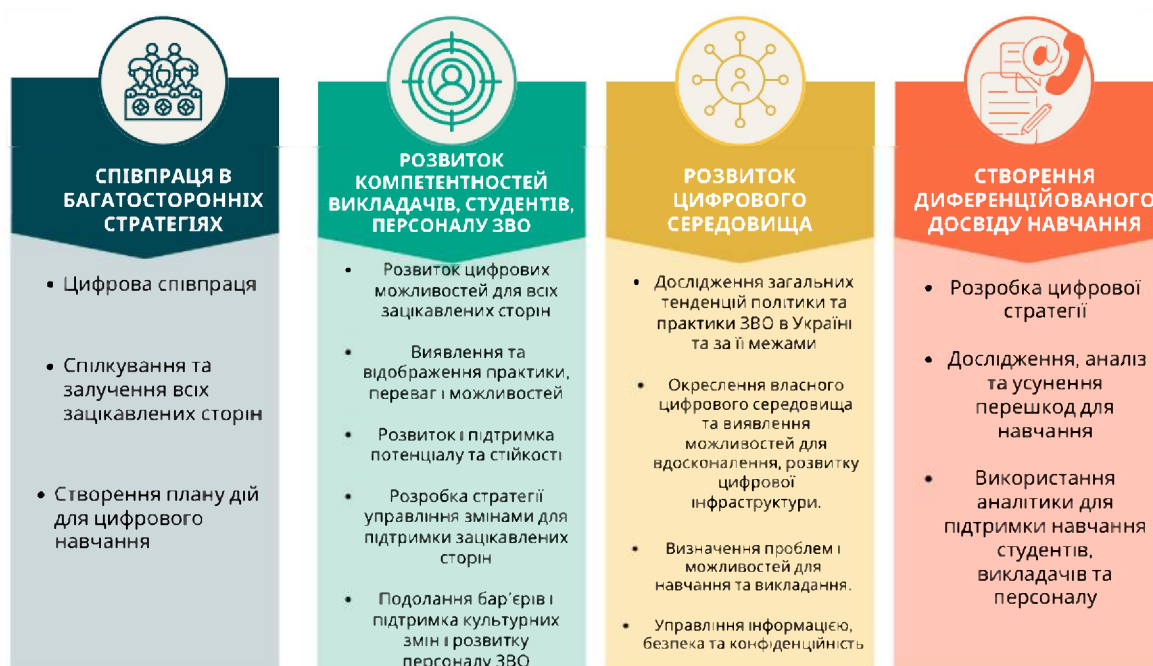 СПІВПРАЦЯ В
БАГАТОСТОРОННІХ
СТРАТЕГІЯХ
• Цифрова співпраця
• Спілкування та
залучення всіх
зацікавлених сторін
• Створення плану дій
для цифрового
навчання
РОЗВИТОК
КОМПЕТЕНТНОСТЕЙ
ВИКЛАДАЧІВ, СТУДЕНТІВ,
ПЕРСОНАЛУ ЗВО
• Розвиток цифрових
можливостей для всіх
зацікавлених сторін
• Виявлення та
відображення практики,
переваг і можливостей
• Розвиток і підтримка
потенціалу та стійкості
• Розробка стратегії
управління змінами для
підтримки зацікавлених
сторін
• Подолання бар’єрів і
підтримка культурних
змін і розвитку
персоналу ЗВО
РОЗВИТОК
ЦИФРОВОГО
СЕРЕДОВИЩА
• Дослідження загальних
тенденцій політики та
практики ЗВО в Україні
та за її межами
• Окреслення власного
цифрового середовища
та виявлення
можливостей для
вдосконалення, розвитку
цифрової
інфраструктури.
• Визначення проблем і
можливостей для
навчання та викладання.
• Управління інформацією,
безпека та конфіденційність
СТВОРЕННЯ
ДИФЕРЕНЦІЙОВАНОГО
ДОСВІДУ НАВЧАННЯ
• Розробка цифрової
стратегії
• Дослідження, аналіз
та усунення
перешкод для
навчання
• Використання
аналітики для
підтримки навчання
студентів,
викладачів та
персоналу